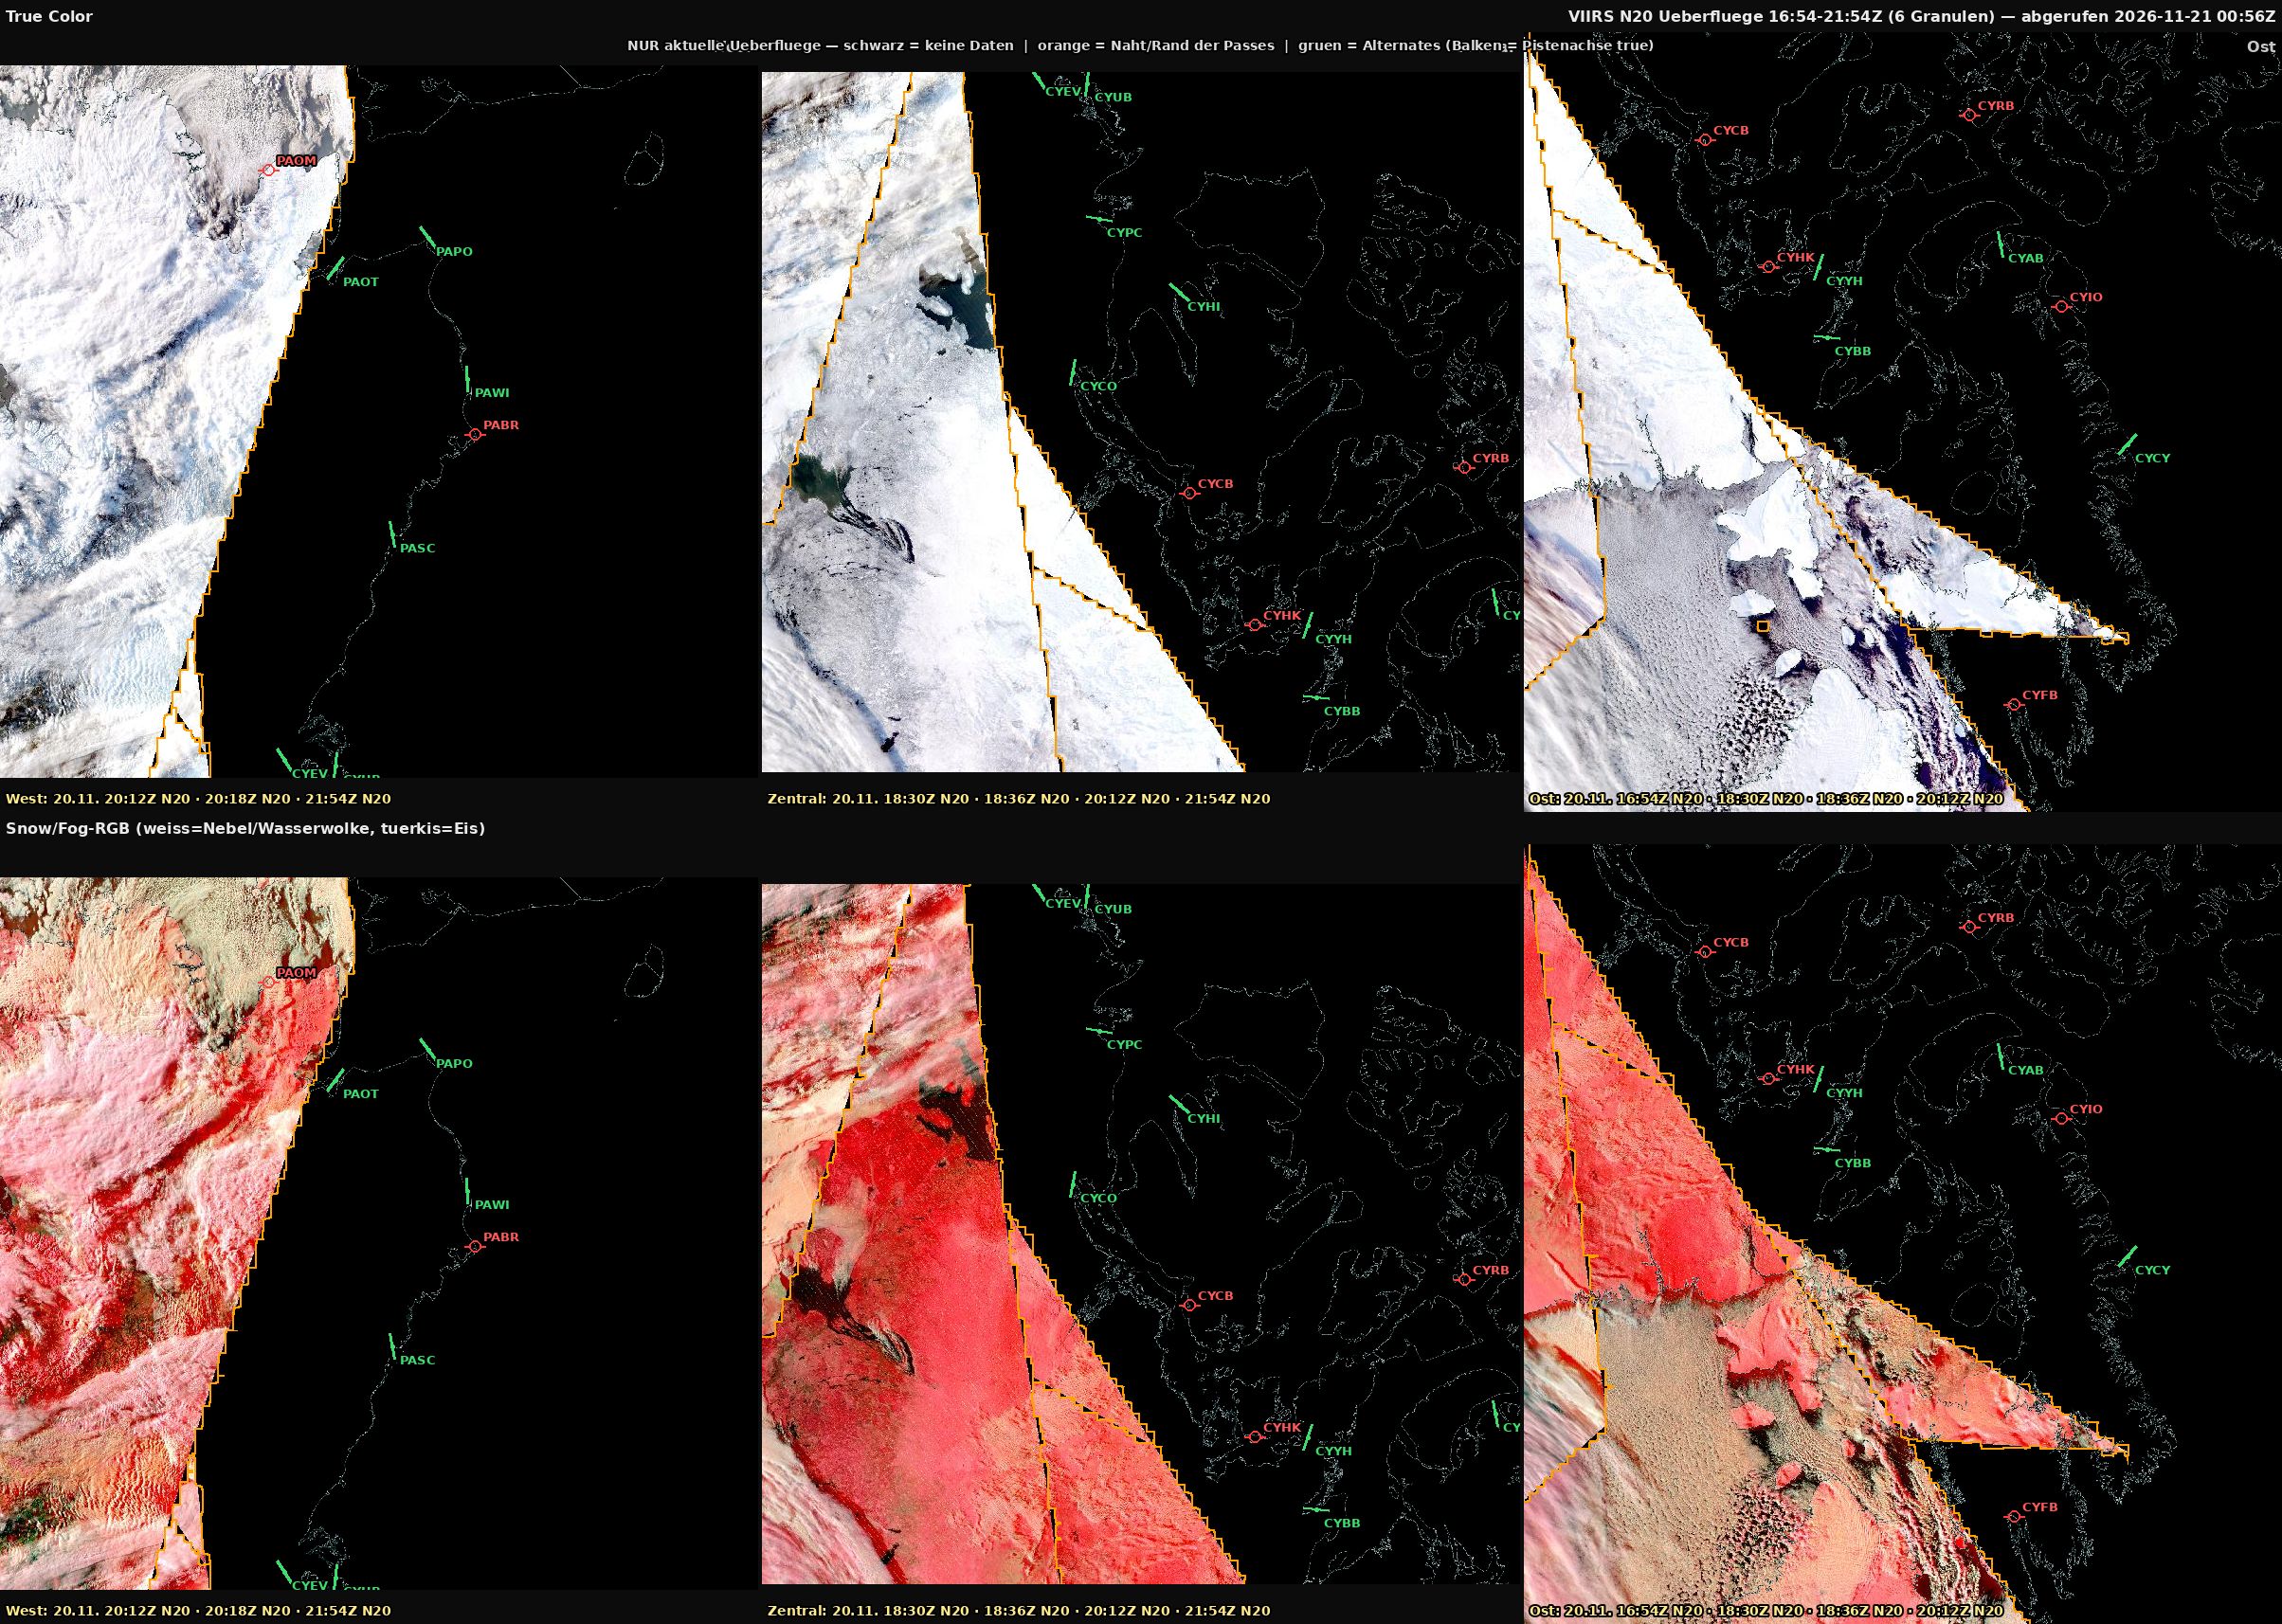 True Color
VIIRS N20 Ueberfluege 16:54-21:54Z (6 Granulen) — abgerufen 2026-11-21 00:56Z
NUR aktuelle Ueberfluege — schwarz = keine Daten | orange = Naht/Rand der Passes | gruen = Alternates (Balken = Pistenachse true)
Ost
PAOM
PAPO
PAOT
PAWI
PABR
PASC
CYEV
CYUB
CYEV
CYUB
CYPC
CYHI
CYCO
CYCB
CYRB
CYHK
CYYH
CY
CYBB
CYRB
CYCB
CYHK
CYYH
CYAB
CYIO
CYBB
CYCY
CYFB
West: 20.11. 20:12Z N20 · 20:18Z N20 · 21:54Z N20
Zentral: 20.11. 18:30Z N20 · 18:36Z N20 · 20:12Z N20 · 21:54Z N20
Ost: 20.11. 16:54Z N20 · 18:30Z N20 · 18:36Z N20 · 20:12Z N20
Snow/Fog-RGB (weiss=Nebel/Wasserwolke, tuerkis=Eis)
PAOM
PAPO
PAOT
PAWI
PABR
PASC
CYEV
CYUB
CYEV
CYUB
CYPC
CYHI
CYCO
CYCB
CYRB
CYHK
CYYH
CY
CYBB
CYRB
CYCB
CYHK
CYYH
CYAB
CYIO
CYBB
CYCY
CYFB
West: 20.11. 20:12Z N20 · 20:18Z N20 · 21:54Z N20
Zentral: 20.11. 18:30Z N20 · 18:36Z N20 · 20:12Z N20 · 21:54Z N20
Ost: 20.11. 16:54Z N20 · 18:30Z N20 · 18:36Z N20 · 20:12Z N20